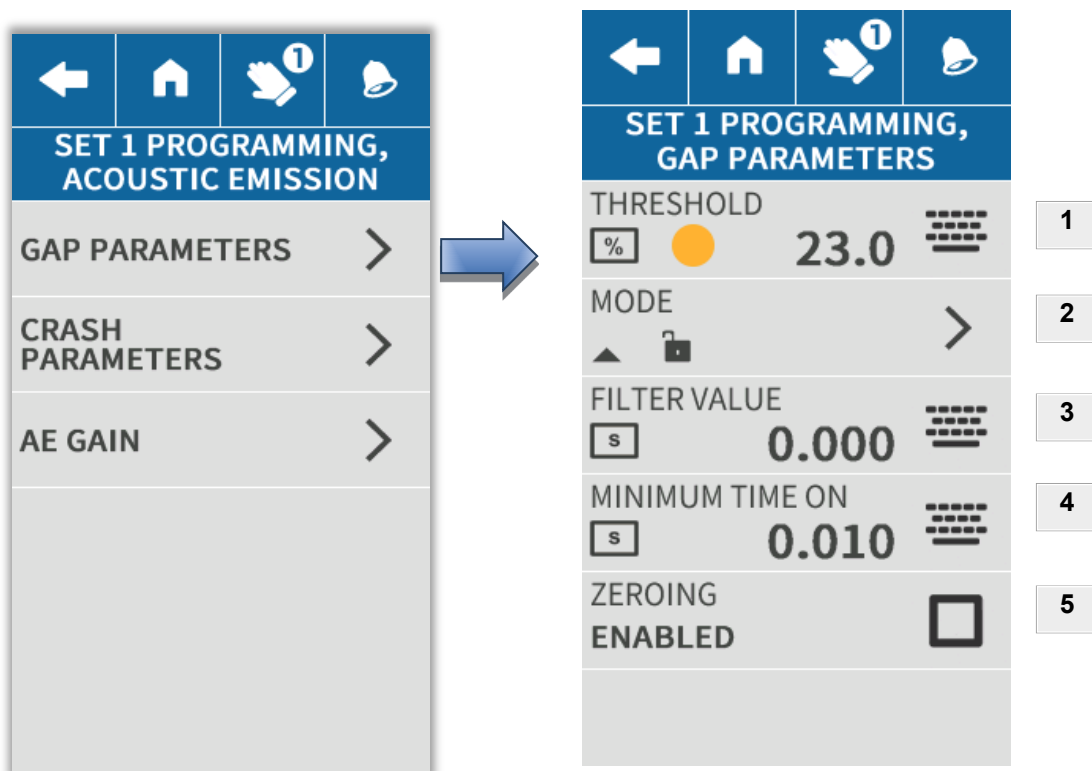 1
SET 1 PROGRAMMING,
ACOUSTIC EMISSION
GAP PARAMETERS
CRASH
PARAMETERS
AE GAIN
1
SET 1 PROGRAMMING,
GAP PARAMETERS
THRESHOLD
% 23.0
1
MODE
2
FILTER VALUE
s 0.000
3
MINIMUM TIME ON
s 0.010
4
ZEROING
ENABLED
5